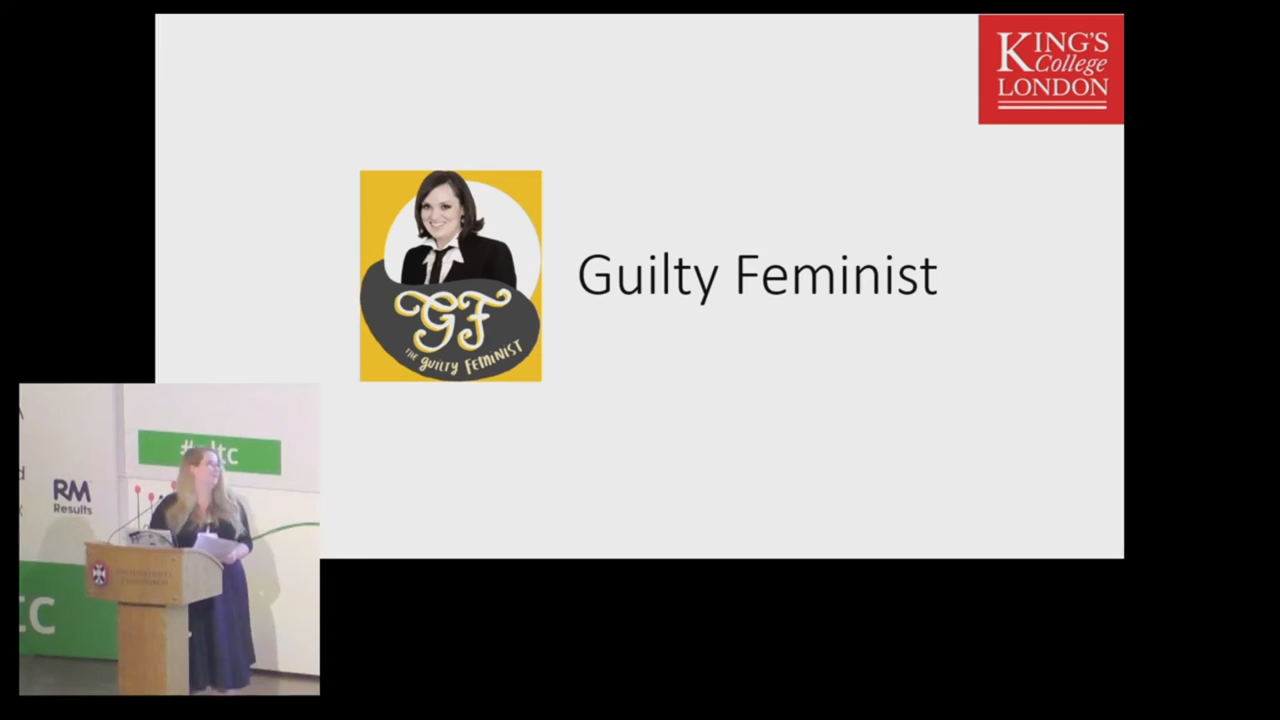 KING'S
College
LONDON
GF
THE GUILTY FEMINIST
Guilty Feminist
RM
Results